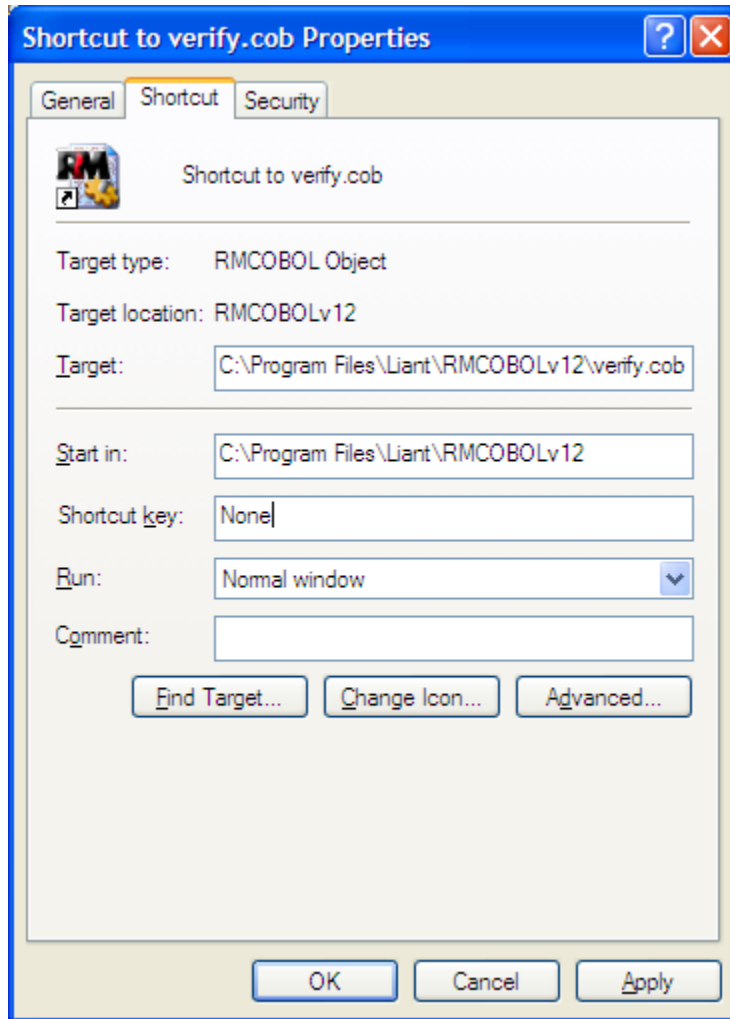 Shortcut to verify.cob Properties
?
General Shortcut Security
RM
Shortcut to verify.cob
Target type: RMCOBOL Object
Target location: RMCOBOLv12
Target: C:\Program Files\Liant\RMCOBOLv12\verify.cob
Start in: C:\Program Files\Liant\RMCOBOLv12
Shortcut key: None
Run: Normal window
Comment:
Find Target... Change Icon... Advanced...
OK Cancel Apply